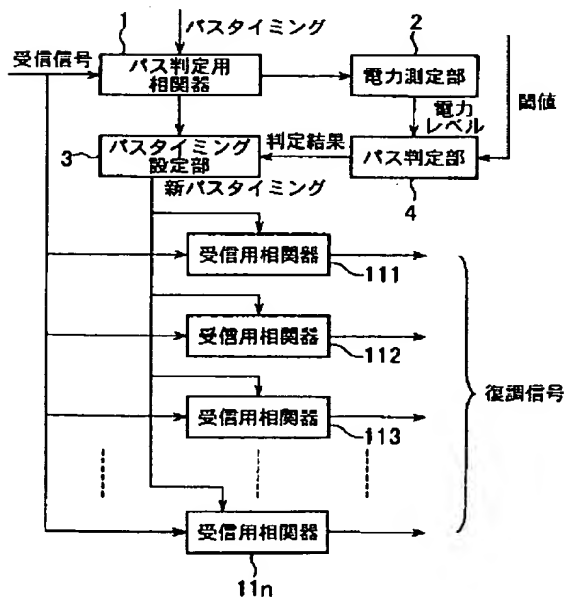 1
パスタイミング
2
受信信号
パス判定用
相関器
電力測定部
閾値
電力
レベル
判定結果
3
パスタイミング
設定部
パス判定部
新パスタイミング
4
受信用相関器
111
受信用相関器
112
復調信号
受信用相関器
113
受信用相関器
11n